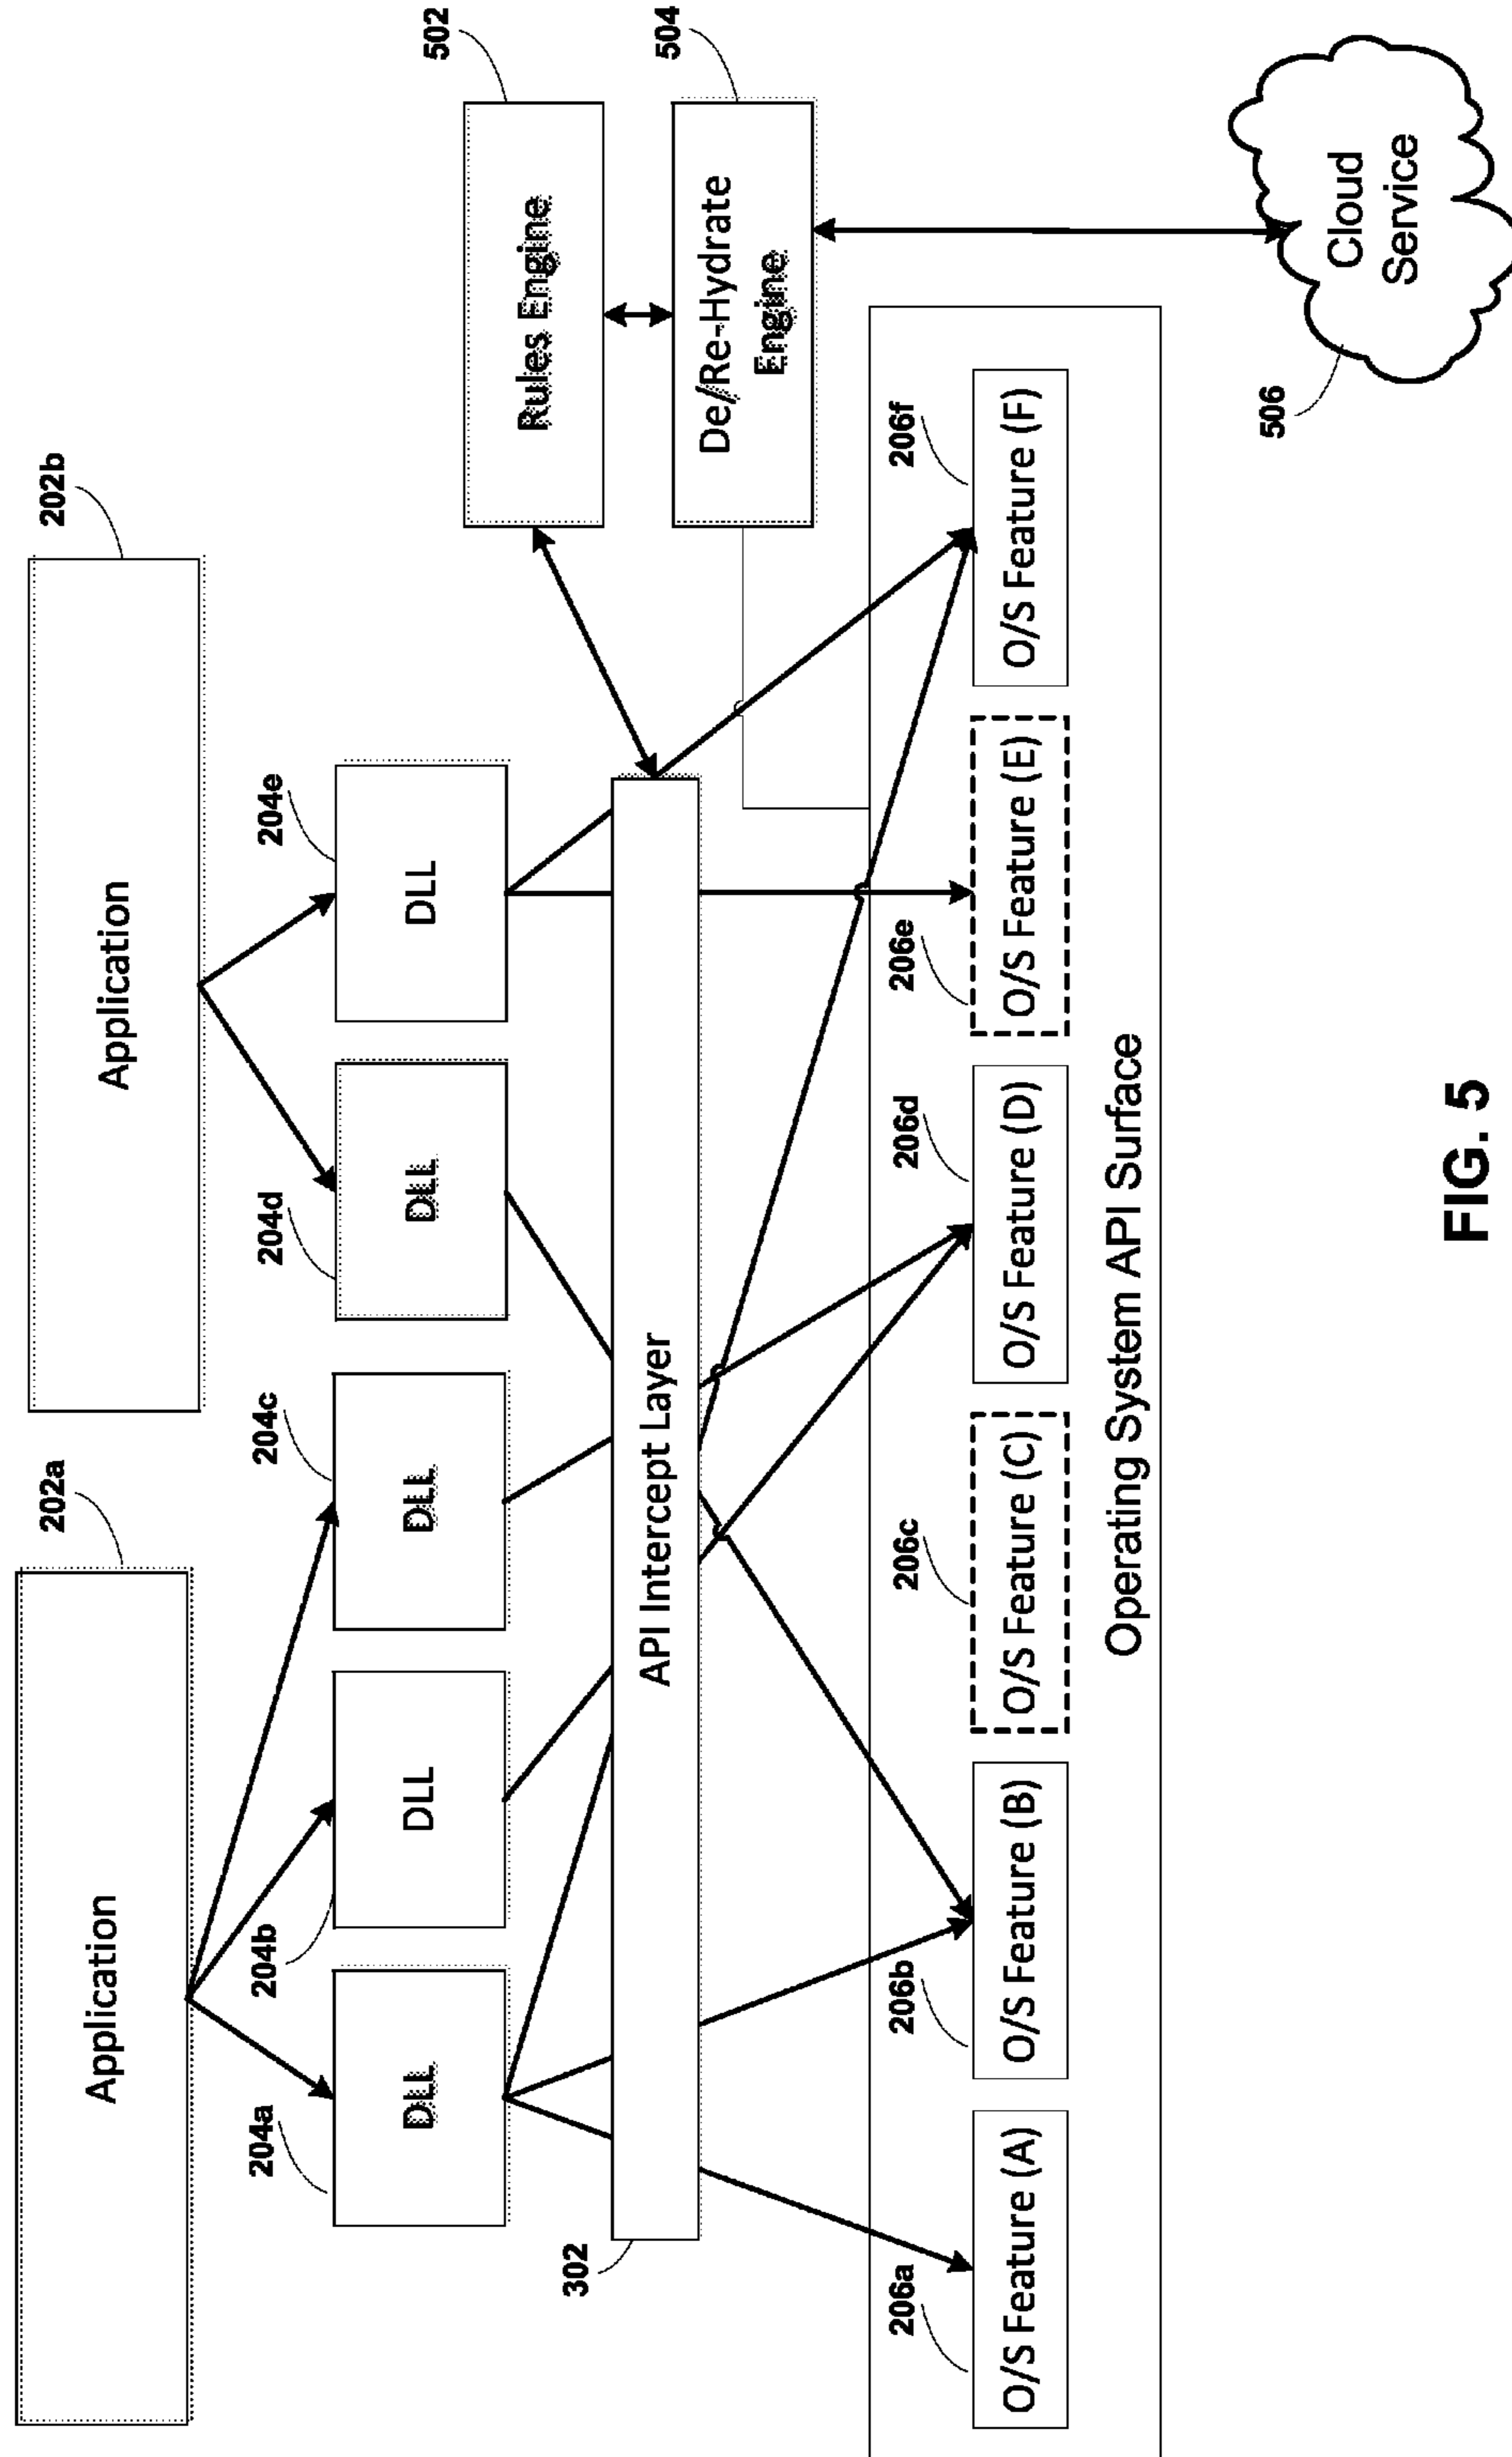 202a
Application
202b
Application
204a
DLL
204b
DLL
204c
DLL
204d
DLL
204e
DLL
502
Rules Engine
504
De/Re-Hydrate
Engine
302
API Intercept Layer
206a
O/S Feature (A)
206b
O/S Feature (B)
206c
O/S Feature (C)
206d
O/S Feature (D)
206e
O/S Feature (E)
206f
O/S Feature (F)
Operating System API Surface
506
Cloud
Service
FIG. 5